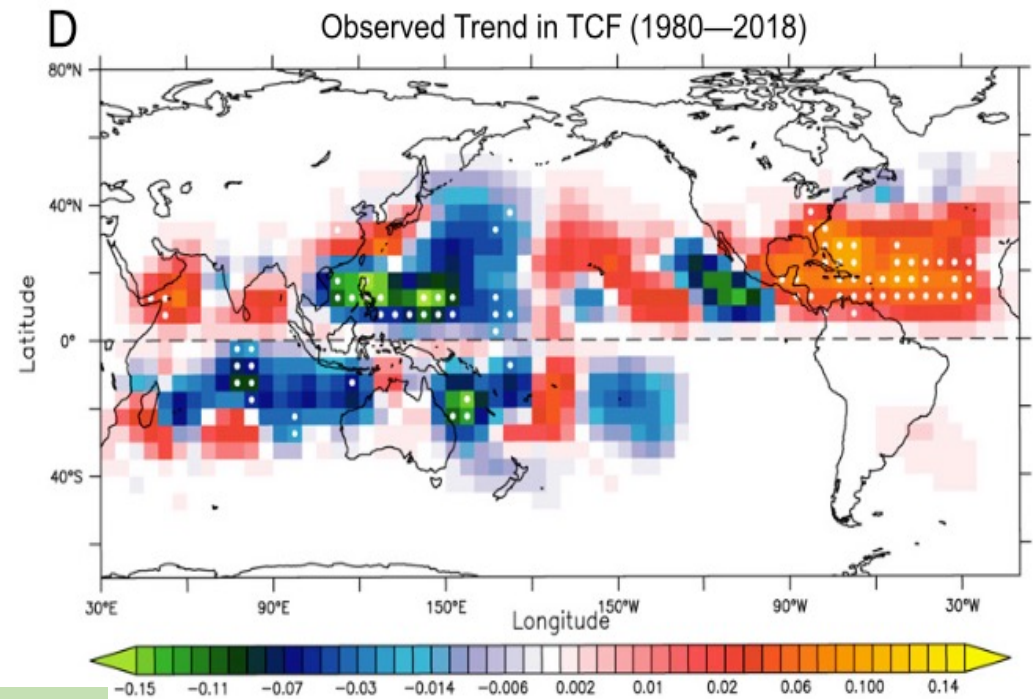 D
Observed Trend in TCF (1980—2018)
80°N
40°N
0°
40°S
Latitude
30°E 90°E 150°E 150°W 90°W 30°W
Longitude
−0.15 −0.11 −0.07 −0.03 −0.014 −0.006 0.002 0.01 0.02 0.06 0.100 0.14